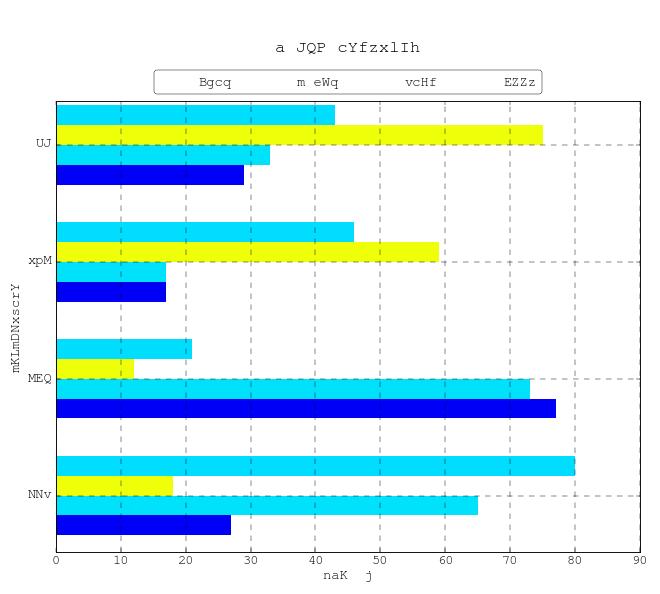 a JQP cYfzxlIh
Bgcq m eWq vcHf EZZz
UJ
xpM
MEQ
NNv
mKLmDNxscrY
0 10 20 30 40 50 60 70 80 90
naK j